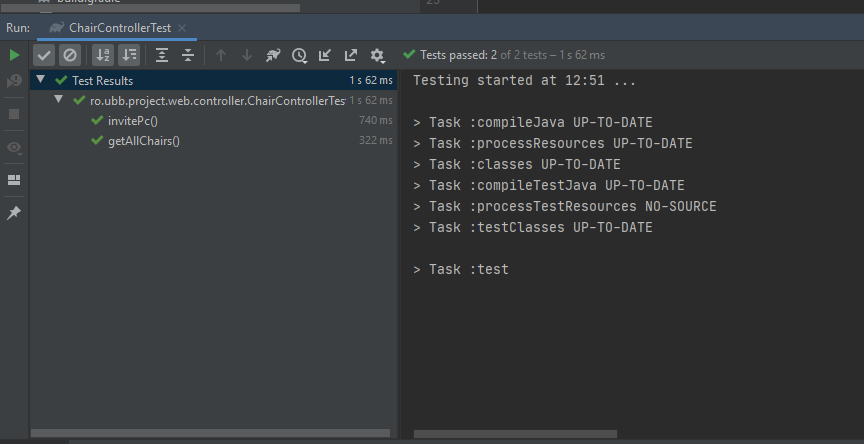 25
Run:
ChairControllerTest
Tests passed: 2 of 2 tests – 1 s 62 ms
Test Results 1 s 62 ms
ro.ubb.project.web.controller.ChairControllerTes 1 s 62 ms
invitePc() 740 ms
getAllChairs() 322 ms
Testing started at 12:51 ...
> Task :compileJava UP-TO-DATE
> Task :processResources UP-TO-DATE
> Task :classes UP-TO-DATE
> Task :compileTestJava UP-TO-DATE
> Task :processTestResources NO-SOURCE
> Task :testClasses UP-TO-DATE
> Task :test